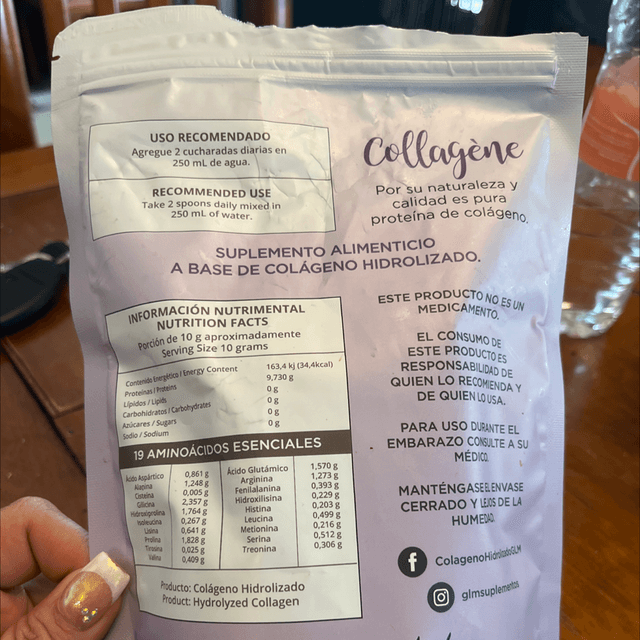 USO RECOMENDADO
Agregue 2 cucharadas diarias en
250 mL de agua.
RECOMMENDED USE
Take 2 spoons daily mixed in
250 mL of water.
Collagène
Por su naturaleza y
calidad es pura
proteína de colágeno.
SUPLEMENTO ALIMENTICIO
A BASE DE COLÁGENO HIDROLIZADO.
INFORMACIÓN NUTRIMENTAL
NUTRITION FACTS
Porción de 10 g aproximadamente
Serving Size 10 grams
Contenido Energético / Energy Content 163,4 kj (34,4kcal)
Proteínas / Proteins 9,730 g
Lípidos / Lipids 0 g
Carbohidratos / Carbohydrates 0 g
Azúcares / Sugars 0 g
Sodio / Sodium 0 g
19 AMINOÁCIDOS ESENCIALES
Ácido Aspártico 0,861 g
Alapina 1,248 g
Cisteína 0,005 g
Glilcina 2,357 g
Hidroxiprolina 1,764 g
Isoleucina 0,267 g
Lisina 0,641 g
Prolina 1,828 g
Tirosina 0,025 g
Valina 0,409 g
Ácido Glutámico 1,570 g
Arginina 1,273 g
Fenilalanina 0,393 g
Hidroxilisina 0,229 g
Histina 0,203 g
Leucina 0,499 g
Metionina 0,216 g
Serina 0,512 g
Treonina 0,306 g
Producto: Colágeno Hidrolizado
Product: Hydrolyzed Collagen
ESTE PRODUCTO NO ES UN
MEDICAMENTO.
EL CONSUMO DE
ESTE PRODUCTO ES
RESPONSABILIDAD DE
QUIEN LO RECOMIENDA Y
DE QUIEN LO USA.
PARA USO DURANTE EL
EMBARAZO CONSULTE A SU
MÉDICO.
MANTÉNGASE EL ENVASE
CERRADO Y LEJOS DE LA
HUMEDAD.
ColagenoHidrolizadoGLM
glmsuplementos